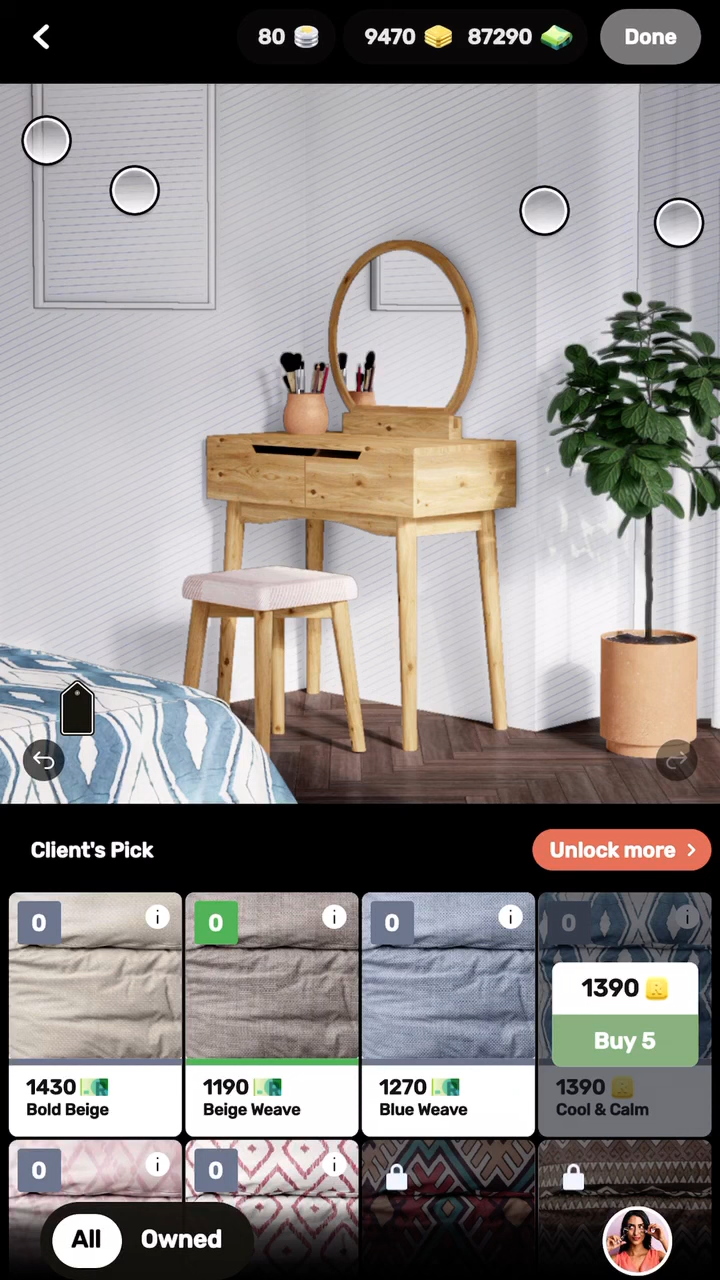 80 9470 87290 Done
Client's Pick Unlock more
0 i 0 i 0 i 0 i
1390
Buy 5
1430 1190 1270 1390
Bold Beige Beige Weave Blue Weave Cool & Calm
0 i 0 i
All Owned